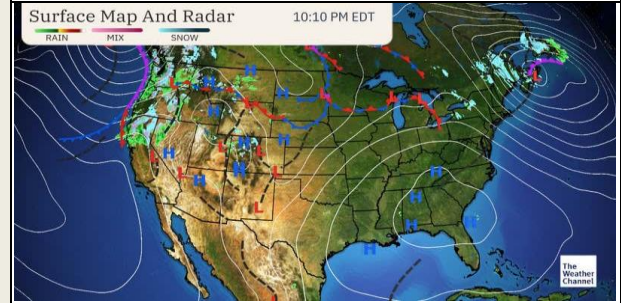 Surface Map And Radar 10:10 PM EDT
RAIN MIX SNOW
H
L H
H L
H L L L
L
H
L H L H
L H H
L H H L
H
L H H
H
L
The
Weather
Channel